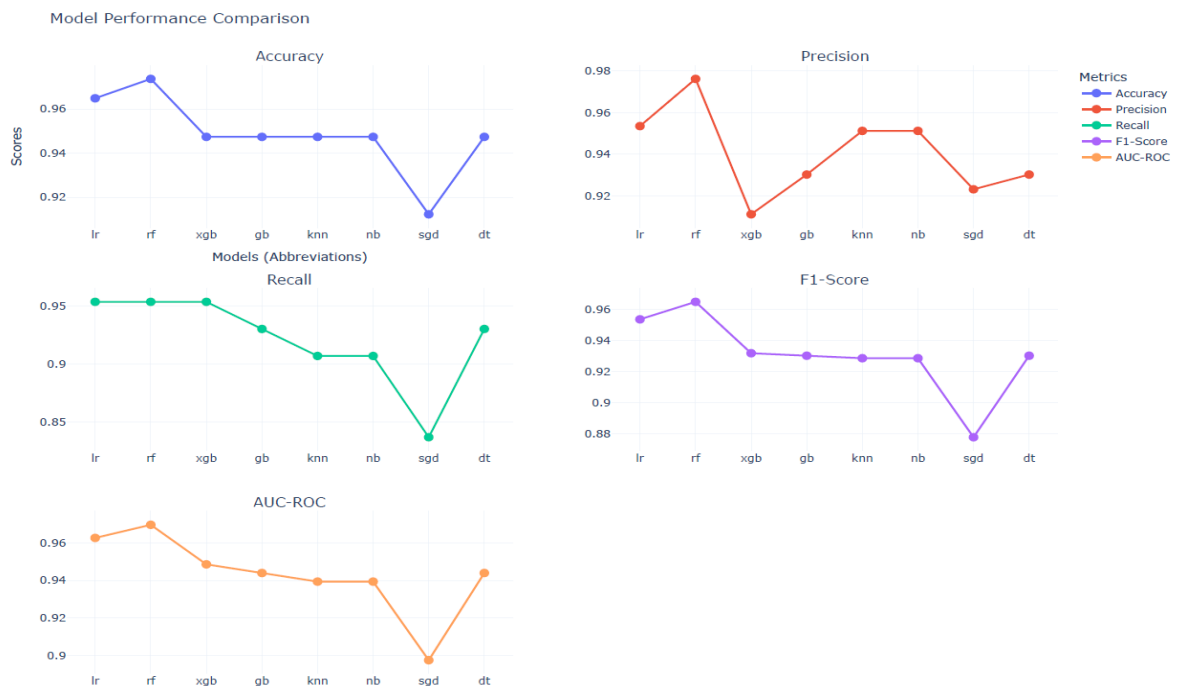 Model Performance Comparison
Accuracy
0.96
0.94
0.92
Scores
lr rf xgb gb knn nb sgd dt
Models (Abbreviations)
Precision
0.98
0.96
0.94
0.92
lr rf xgb gb knn nb sgd dt
Metrics
Accuracy
Precision
Recall
F1-Score
AUC-ROC
Recall
0.95
0.9
0.85
lr rf xgb gb knn nb sgd dt
F1-Score
0.96
0.94
0.92
0.9
0.88
lr rf xgb gb knn nb sgd dt
AUC-ROC
0.96
0.94
0.92
0.9
lr rf xgb gb knn nb sgd dt